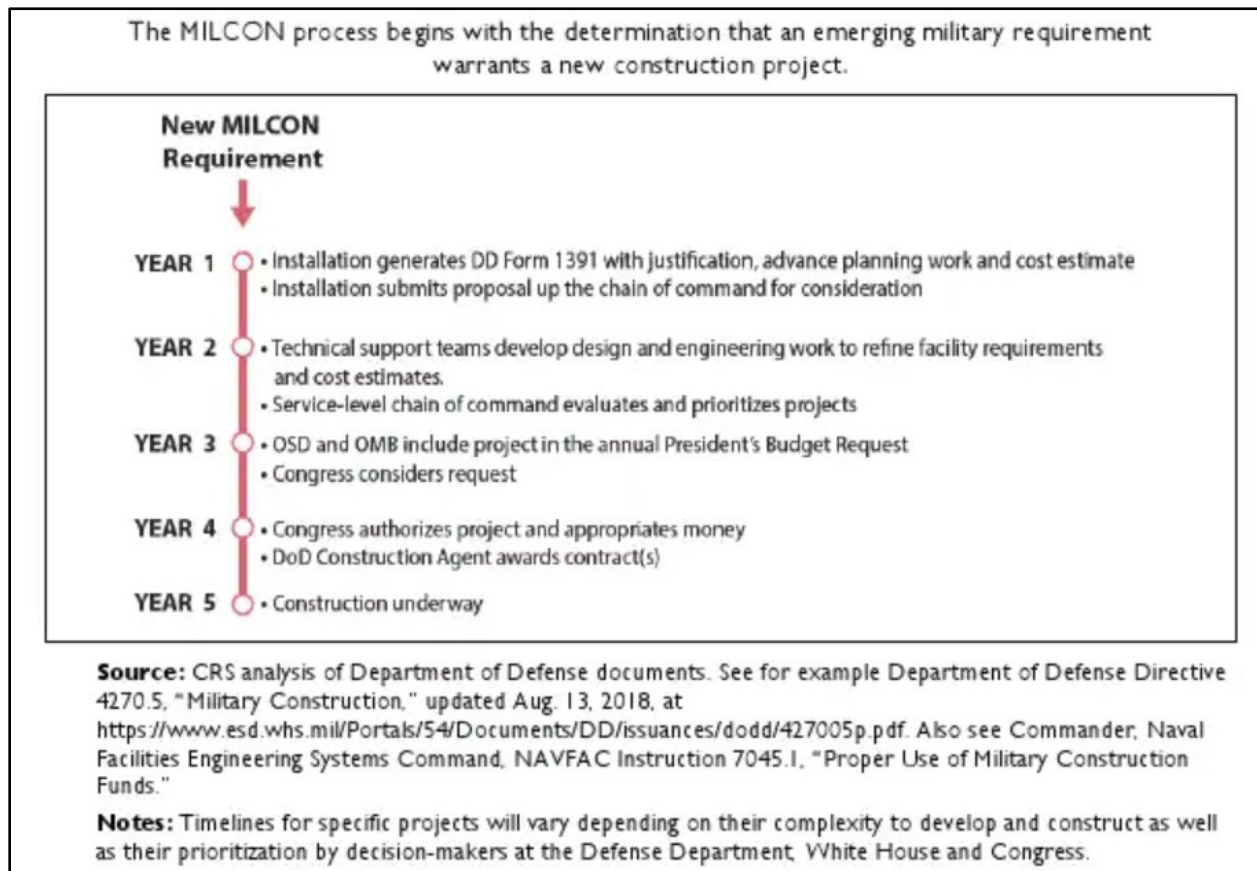 The MILCON process begins with the determination that an emerging military requirement
warrants a new construction project.
New MILCON
Requirement
YEAR 1
• Installation generates DD Form 1391 with justification, advance planning work and cost estimate
• Installation submits proposal up the chain of command for consideration
YEAR 2
• Technical support teams develop design and engineering work to refine facility requirements
and cost estimates.
• Service-level chain of command evaluates and prioritizes projects
YEAR 3
• OSD and OMB include project in the annual President's Budget Request
• Congress considers request
YEAR 4
• Congress authorizes project and appropriates money
• DoD Construction Agent awards contract(s)
YEAR 5
• Construction underway
Source: CRS analysis of Department of Defense documents. See for example Department of Defense Directive
4270.5, "Military Construction," updated Aug. 13, 2018, at
https://www.esd.whs.mil/Portals/54/Documents/DD/issuances/dodd/427005p.pdf. Also see Commander, Naval
Facilities Engineering Systems Command, NAVFAC Instruction 7045.1, "Proper Use of Military Construction
Funds."
Notes: Timelines for specific projects will vary depending on their complexity to develop and construct as well
as their prioritization by decision-makers at the Defense Department, White House and Congress.